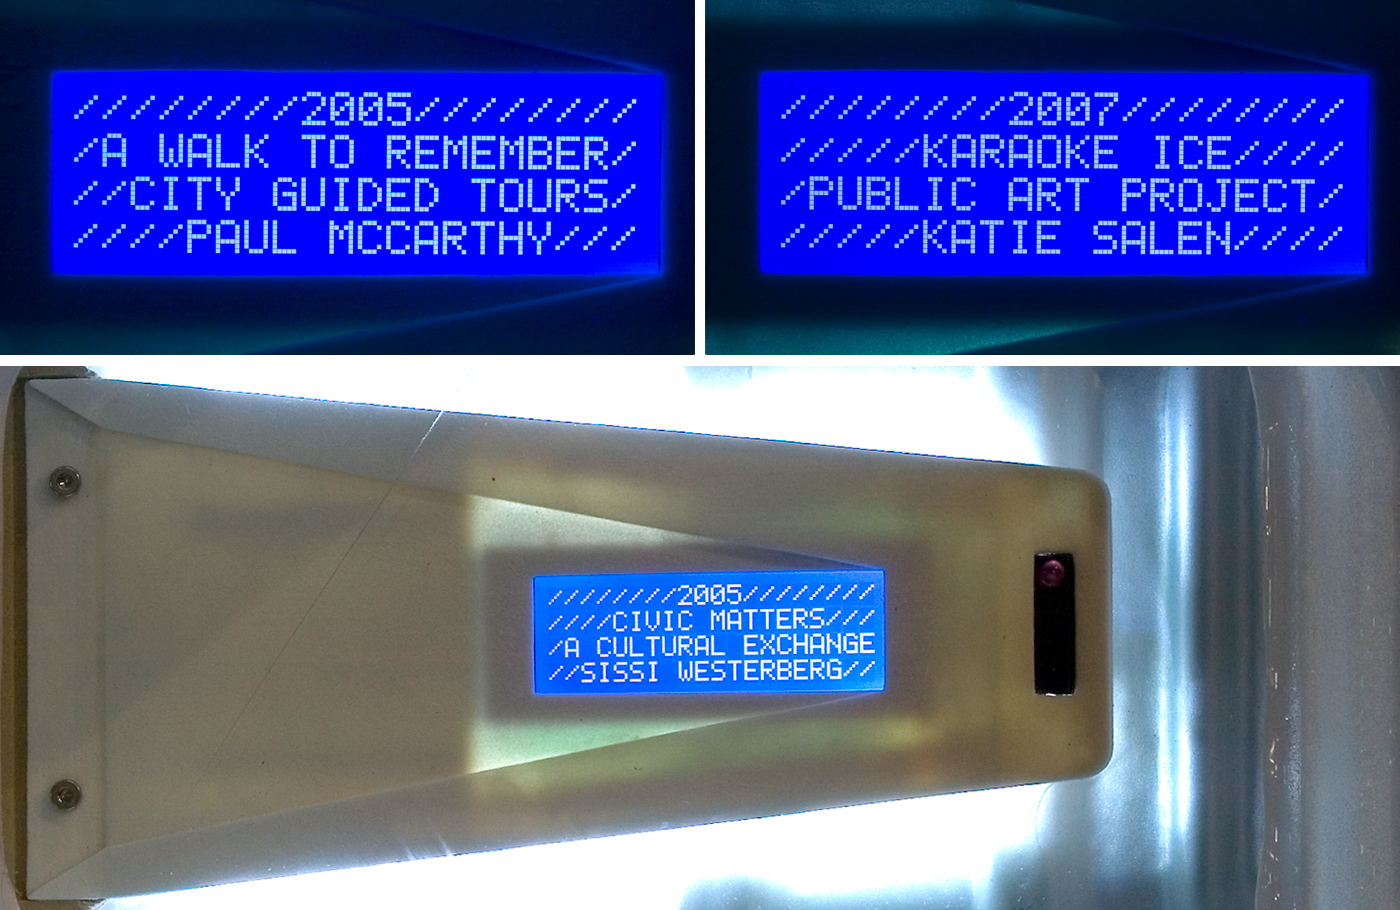 ////////2005////////
/A WALK TO REMEMBER/
//CITY GUIDED TOURS/
////PAUL MCCARTHY///
////////2007////////
/////KARAOKE ICE////
/PUBLIC ART PROJECT/
/////KATIE SALEN////
////////2005////////
////CIVIC MATTERS///
/A CULTURAL EXCHANGE
//SISSI WESTERBERG//